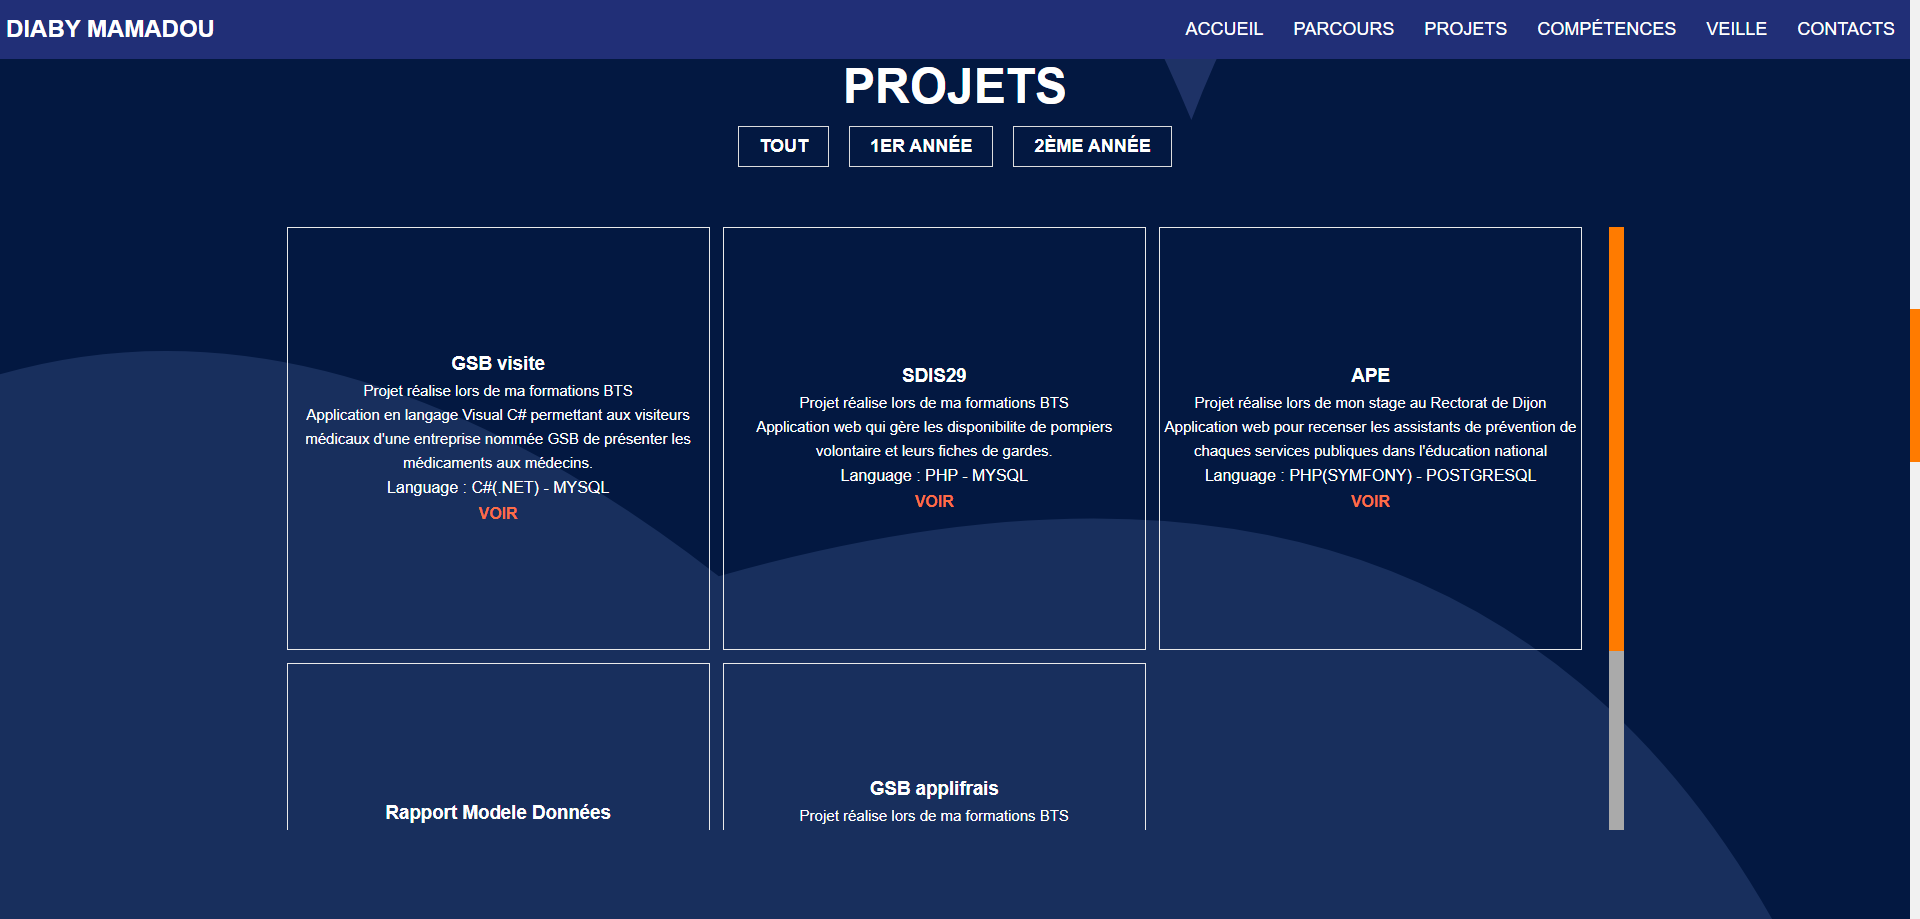 DIABY MAMADOU
ACCUEIL PARCOURS PROJETS COMPÉTENCES VEILLE CONTACTS
PROJETS
TOUT 1ER ANNÉE 2ÈME ANNÉE
GSB visite
Projet réalise lors de ma formations BTS
Application en langage Visual C# permettant aux visiteurs
médicaux d'une entreprise nommée GSB de présenter les
médicaments aux médecins.
Language : C#(.NET) - MYSQL
VOIR
SDIS29
Projet réalise lors de ma formations BTS
Application web qui gère les disponibilite de pompiers
volontaire et leurs fiches de gardes.
Language : PHP - MYSQL
VOIR
APE
Projet réalise lors de mon stage au Rectorat de Dijon
Application web pour recenser les assistants de prévention de
chaques services publiques dans l'éducation national
Language : PHP(SYMFONY) - POSTGRESQL
VOIR
Rapport Modele Données
GSB applifrais
Projet réalise lors de ma formations BTS